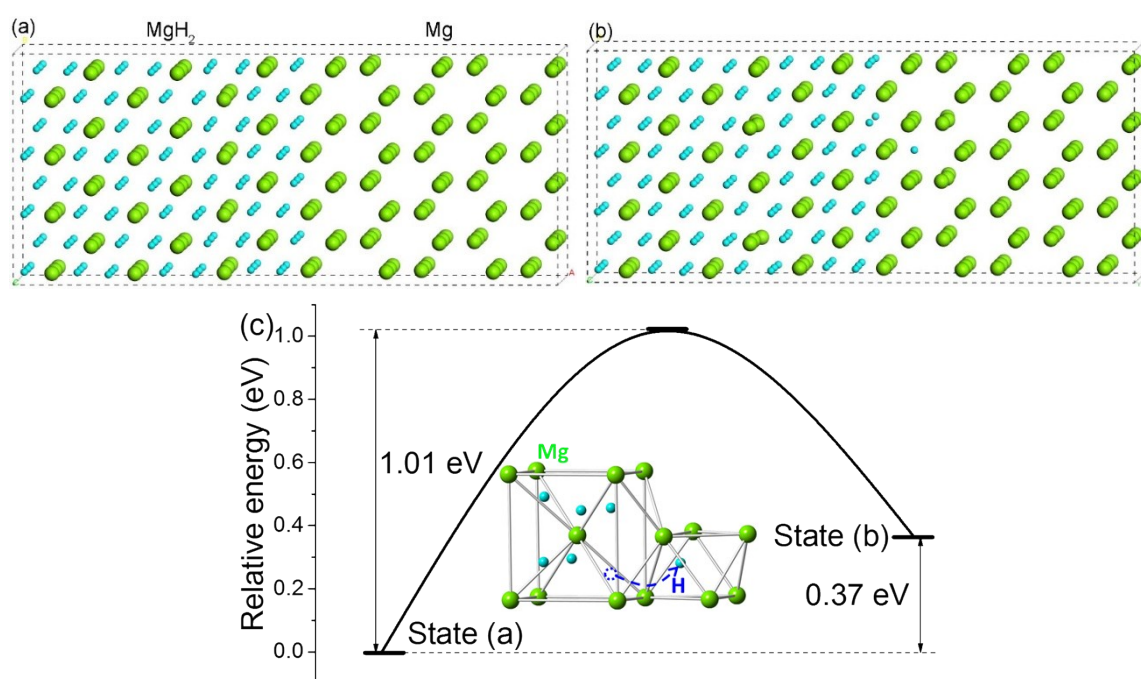 (a)
MgH2
Mg
(b)
(c)
Relative energy (eV)
1.0
0.8
0.6
0.4
0.2
0.0
1.01 eV
Mg
H
State (a)
State (b)
0.37 eV